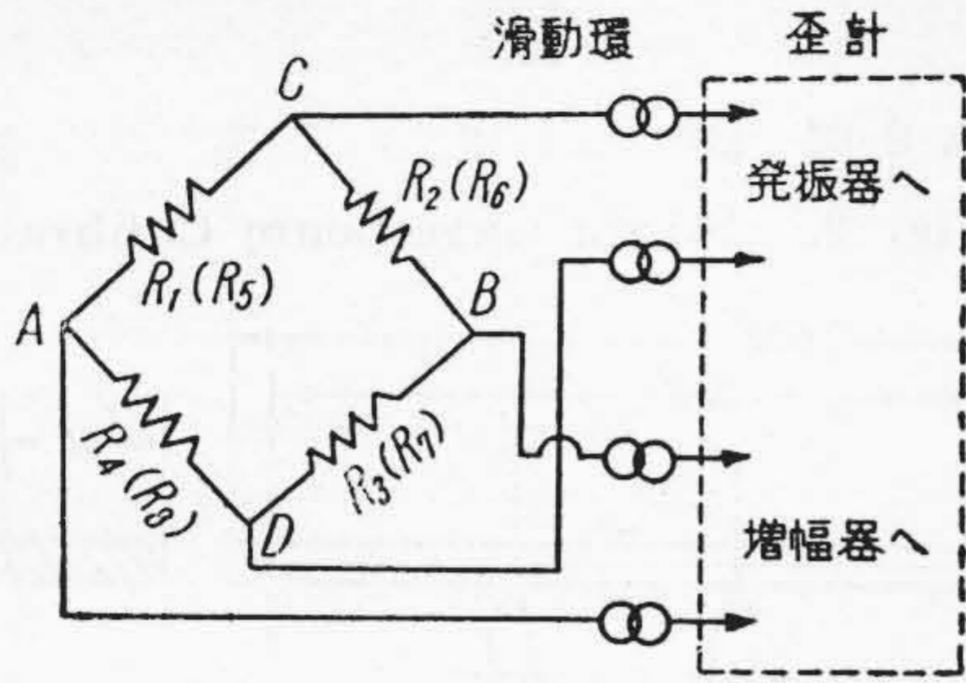 滑動環
歪計
C
R2(R6)
発振器へ
R1(R5)
A
B
R4(R8)
R3(R7)
D
増幅器へ